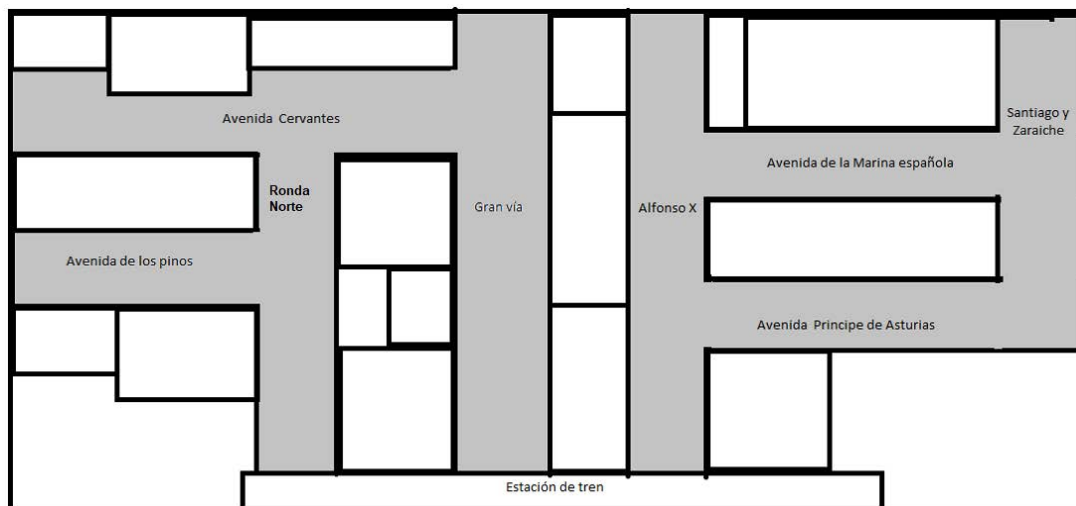 Santiago y
Zaraiche
Avenida Cervantes
Avenida de la Marina española
Ronda
Norte
Gran vía
Alfonso X
Avenida de los pinos
Avenida Principe de Asturias
Estación de tren